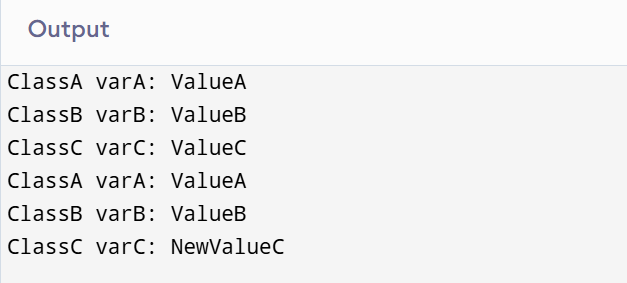 Output
ClassA varA: ValueA
ClassB varB: ValueB
ClassC varC: ValueC
ClassA varA: ValueA
ClassB varB: ValueB
ClassC varC: NewValueC